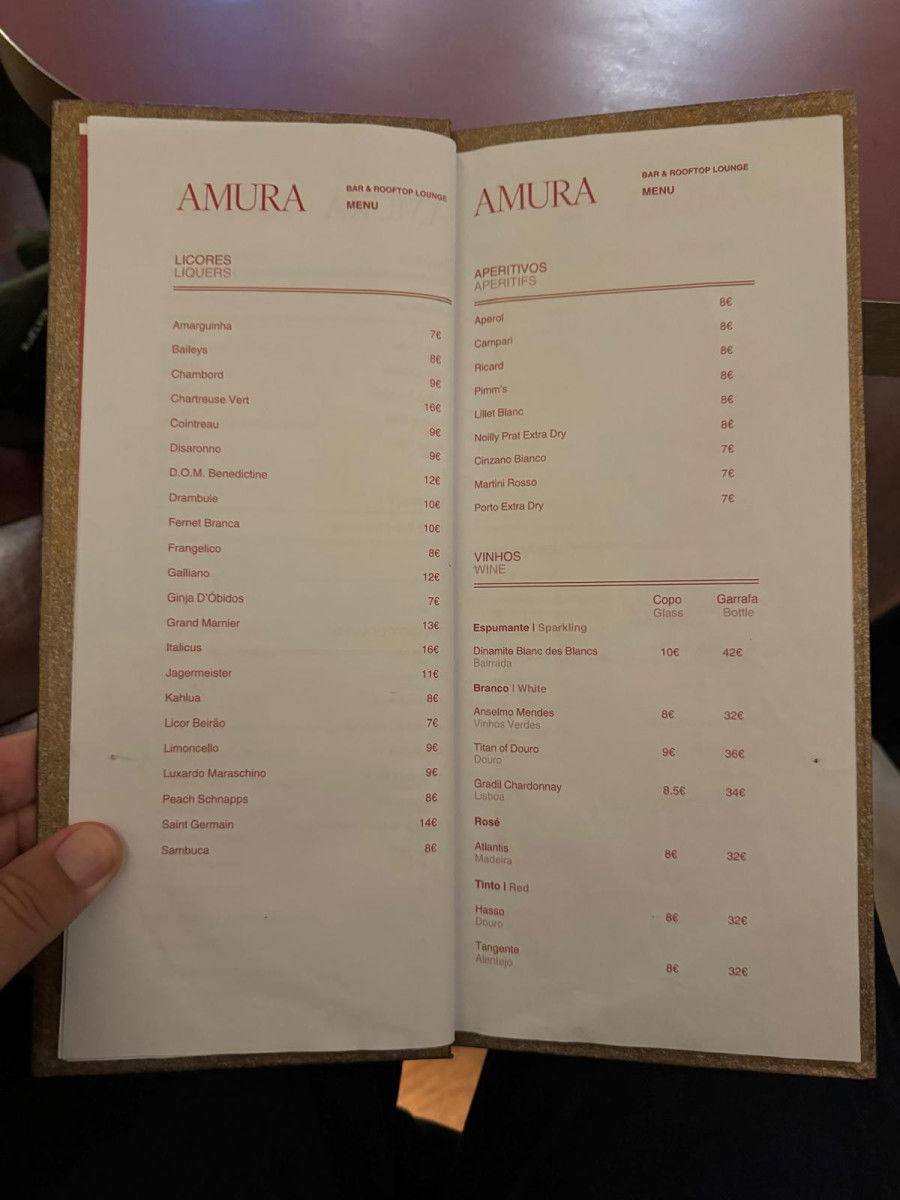 AMURA
BAR & ROOFTOP LOUNGE
MENU
LICORES
LIQUERS
Amarguinha 7€
Baileys 8€
Chambord 9€
Chartreuse Vert 16€
Cointreau 9€
Disaronno 9€
D.O.M. Benedictine 12€
Drambuie 10€
Fernet Branca 10€
Frangelico 8€
Galliano 12€
Ginja D'Óbidos 7€
Grand Marnier 13€
Italicus 16€
Jagermeister 11€
Kahlua 8€
Licor Beirão 7€
Limoncello 9€
Luxardo Maraschino 9€
Peach Schnapps 8€
Saint Germain 14€
Sambuca 8€
AMURA
BAR & ROOFTOP LOUNGE
MENU
APERITIVOS
APERITIFS
Aperol 8€
Campari 8€
Ricard 8€
Pimm's 8€
Lillet Blanc 8€
Noilly Prat Extra Dry 8€
Cinzano Bianco 7€
Martini Rosso 7€
Porto Extra Dry 7€
VINHOS
WINE
Copo Garrafa
Glass Bottle
Espumante | Sparkling
Dinamite Blanc des Blancs 10€ 42€
Bairrada
Branco | White
Anselmo Mendes 8€ 32€
Vinhos Verdes
Titan of Douro 9€ 36€
Douro
Gradil Chardonnay 8.5€ 34€
Lisboa
Rosé
Atlantis 8€ 32€
Madeira
Tinto | Red
Hasso 8€ 32€
Douro
Tangente 8€ 32€
Alentejo